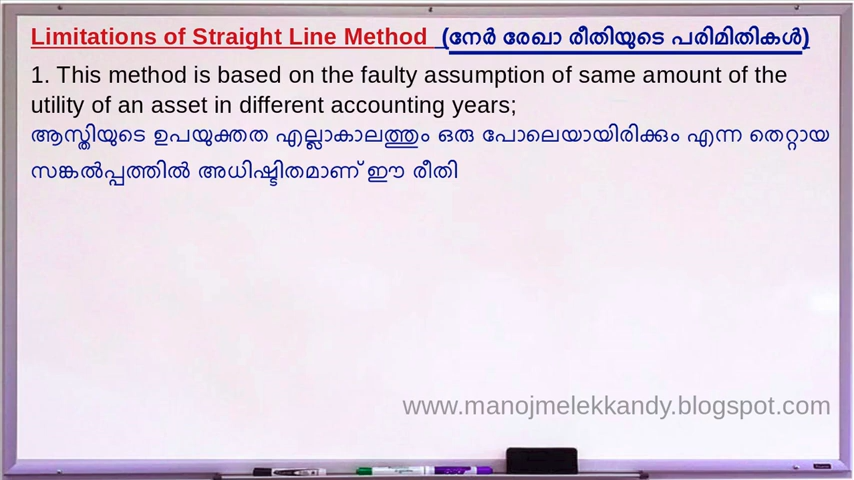 Limitations of Straight Line Method (നേർ രേഖാ രീതിയുടെ പരിമിതികൾ)
1. This method is based on the faulty assumption of same amount of the
utility of an asset in different accounting years;
ആസ്തിയുടെ ഉപയുക്തത എല്ലാകാലത്തും ഒരു പോലെയായിരിക്കും എന്ന തെറ്റായ
സങ്കൽപ്പത്തിൽ അധിഷ്ടിതമാണ് ഈ രീതി
www.manojmelekkandy.blogspot.com